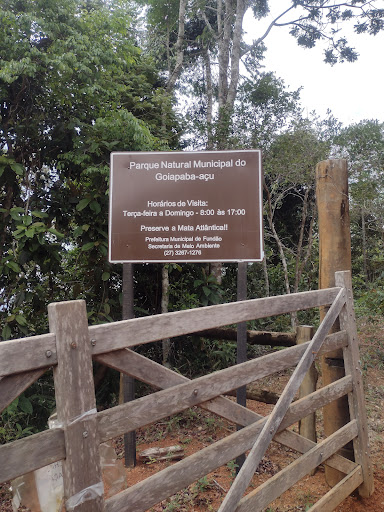 Parque Natural Municipal do
Goiapaba-açu
Horários de Visita:
Terça-feira a Domingo - 8:00 às 17:00
Preserve a Mata Atlântica!!
Prefeitura Municipal de Fundão
Secretaria de Meio Ambiente
(27) 3267-1276